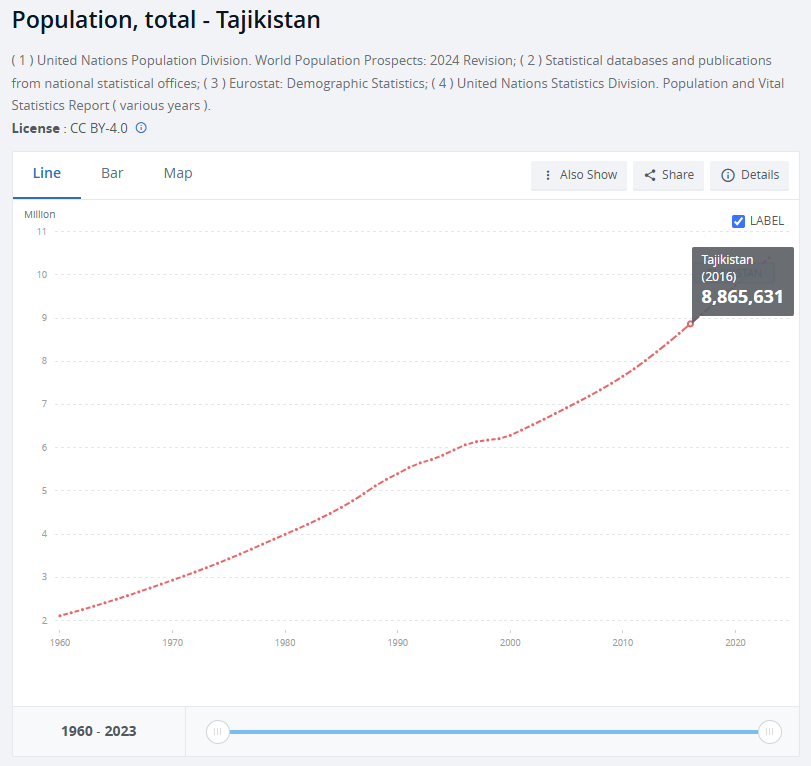 Population, total - Tajikistan
( 1 ) United Nations Population Division. World Population Prospects: 2024 Revision; ( 2 ) Statistical databases and publications
from national statistical offices; ( 3 ) Eurostat: Demographic Statistics; ( 4 ) United Nations Statistics Division. Population and Vital
Statistics Report ( various years ).
License : CC BY-4.0
Line Bar Map
Also Show Share Details
Million
LABEL
11
10
9
8
7
6
5
4
3
2
Tajikistan
(2016)
8,865,631
1960 1970 1980 1990 2000 2010 2020
1960 - 2023